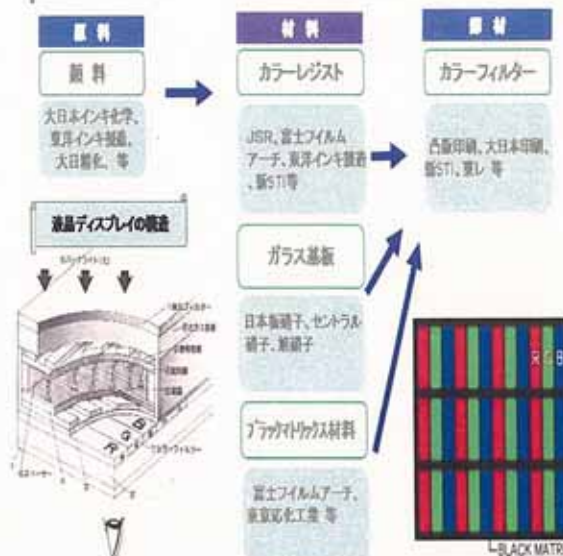 原料
顔料
大日本インキ化学、
東洋インキ製造、
大日精化、等
材料
カラーレジスト
JSR、富士フイルム
アーチ、東洋インキ製造
、新STI等
ガラス基板
日本板硝子、セントラル
硝子、旭硝子
ブラックマトリックス材料
富士フイルムアーチ、
東京応化工業 等
部材
カラーフィルター
凸版印刷、大日本印刷、
新STI、東レ 等
液晶ディスプレイの構造
R G B
R G B
BLACK MATR